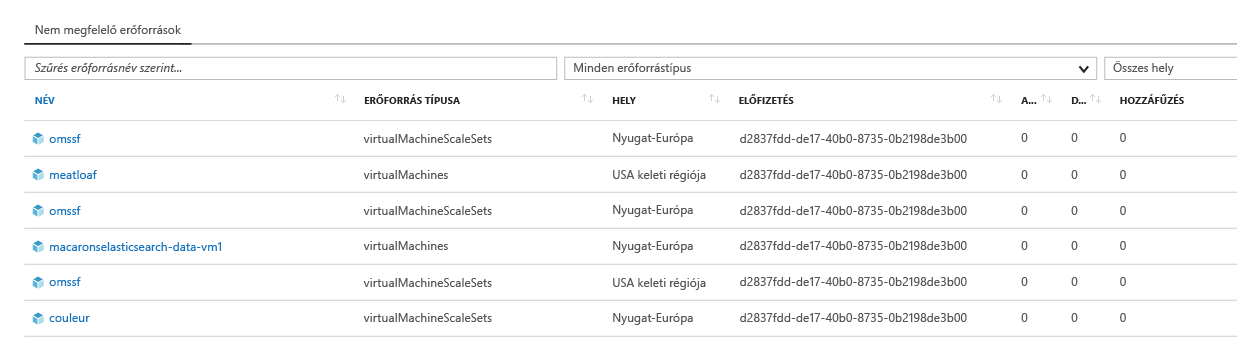 Nem megfelelő erőforrások
Szűrés erőforrásnév szerint... Minden erőforrástípus Összes hely
NÉV ERŐFORRÁS TÍPUSA HELY ELŐFIZETÉS A... D... HOZZÁFŰZÉS
omssf virtualMachineScaleSets Nyugat-Európa d2837fdd-de17-40b0-8735-0b2198de3b00 0 0 0
meatloaf virtualMachines USA keleti régiója d2837fdd-de17-40b0-8735-0b2198de3b00 0 0 0
omssf virtualMachineScaleSets Nyugat-Európa d2837fdd-de17-40b0-8735-0b2198de3b00 0 0 0
macaronselasticsearch-data-vm1 virtualMachines Nyugat-Európa d2837fdd-de17-40b0-8735-0b2198de3b00 0 0 0
omssf virtualMachineScaleSets USA keleti régiója d2837fdd-de17-40b0-8735-0b2198de3b00 0 0 0
couleur virtualMachineScaleSets Nyugat-Európa d2837fdd-de17-40b0-8735-0b2198de3b00 0 0 0